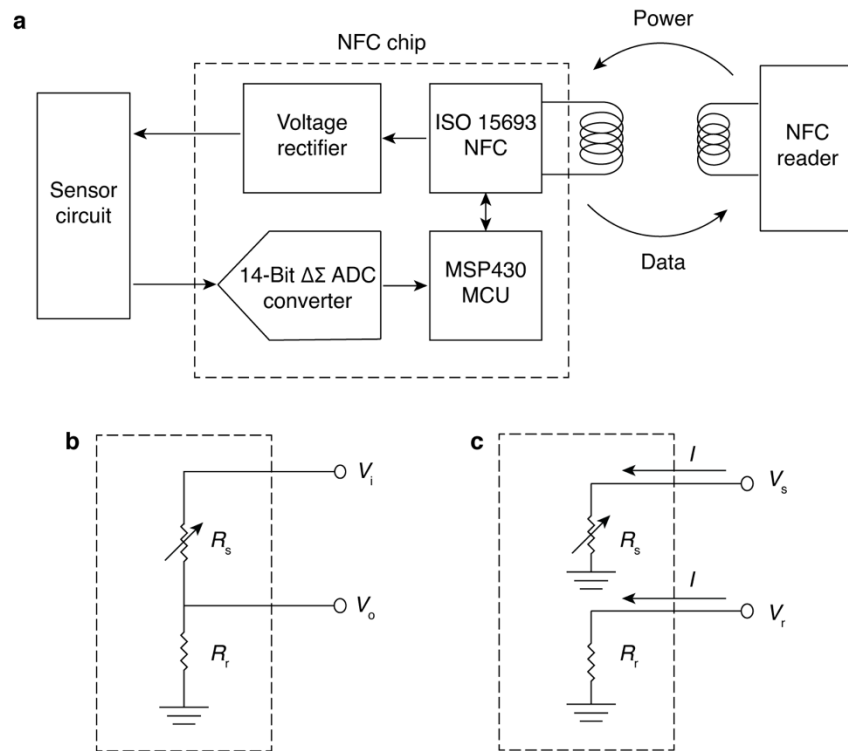 a
NFC chip
Power
Sensor
circuit
Voltage
rectifier
ISO 15693
NFC
NFC
reader
14-Bit ΔΣ ADC
converter
MSP430
MCU
Data
b
V_i
R_s
V_o
R_r
c
I
V_s
R_s
I
V_r
R_r